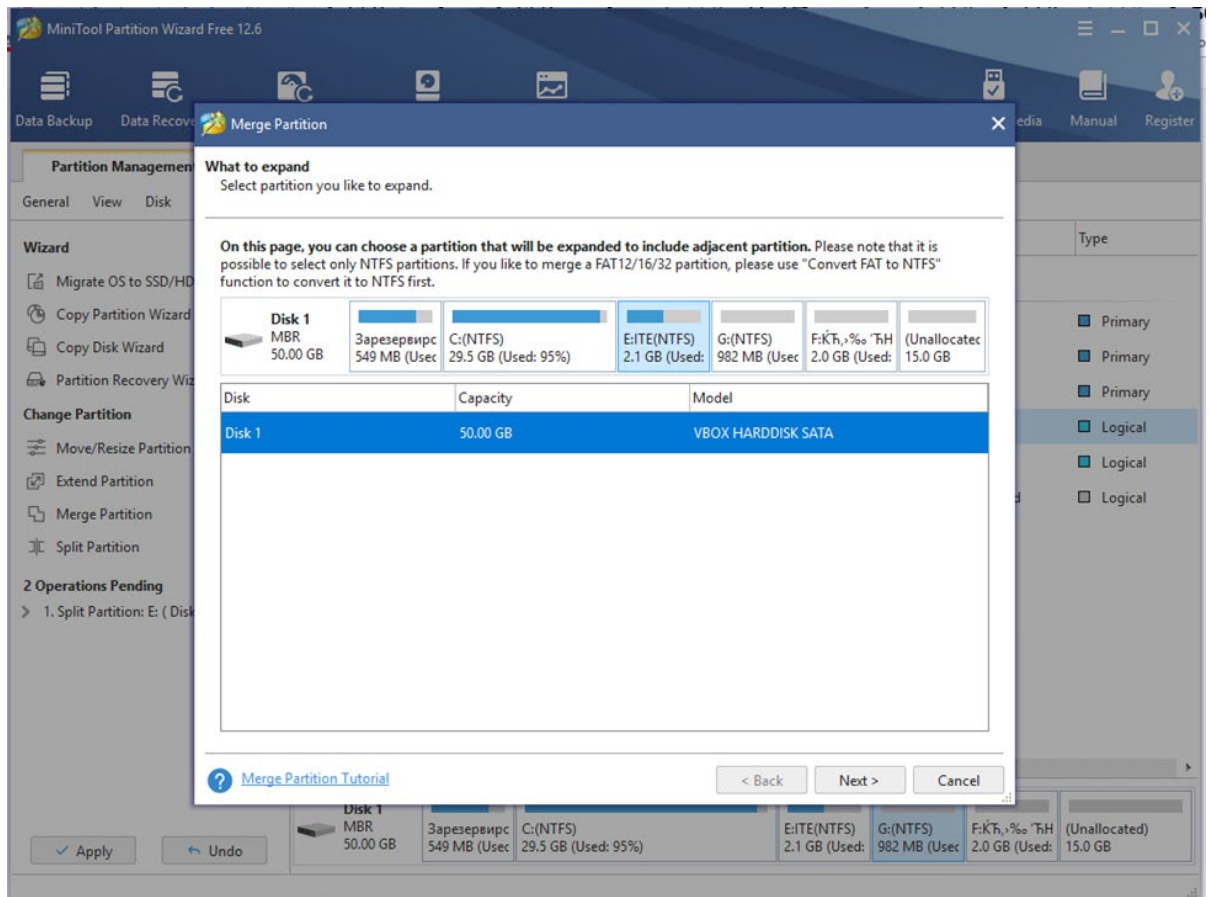 MiniTool Partition Wizard Free 12.6
Data Backup
Data Recove
edia
Manual
Register
Merge Partition
Partition Management
General View Disk
What to expand
Select partition you like to expand.
Wizard
Migrate OS to SSD/HD
Copy Partition Wizard
Copy Disk Wizard
Partition Recovery Wiz
Change Partition
Move/Resize Partition
Extend Partition
Merge Partition
Split Partition
2 Operations Pending
1. Split Partition: E: ( Disk
Apply
Undo
On this page, you can choose a partition that will be expanded to include adjacent partition. Please note that it is
possible to select only NTFS partitions. If you like to merge a FAT12/16/32 partition, please use "Convert FAT to NTFS"
function to convert it to NTFS first.
Disk 1
MBR
50.00 GB
Зарезервирс
549 MB (Usec
C:(NTFS)
29.5 GB (Used: 95%)
E:ITE(NTFS)
2.1 GB (Used:
G:(NTFS)
982 MB (Usec
2.0 GB (Used:
(Unallocatec
15.0 GB
Disk Capacity Model
Disk 1 50.00 GB VBOX HARDDISK SATA
Merge Partition Tutorial
< Back
Next >
Cancel
Type
Primary
Primary
Primary
Logical
Logical
Logical
Disk 1
MBR
50.00 GB
Зарезервирс
549 MB (Usec
C:(NTFS)
29.5 GB (Used: 95%)
E:ITE(NTFS)
2.1 GB (Used:
G:(NTFS)
982 MB (Usec
2.0 GB (Used:
(Unallocated)
15.0 GB